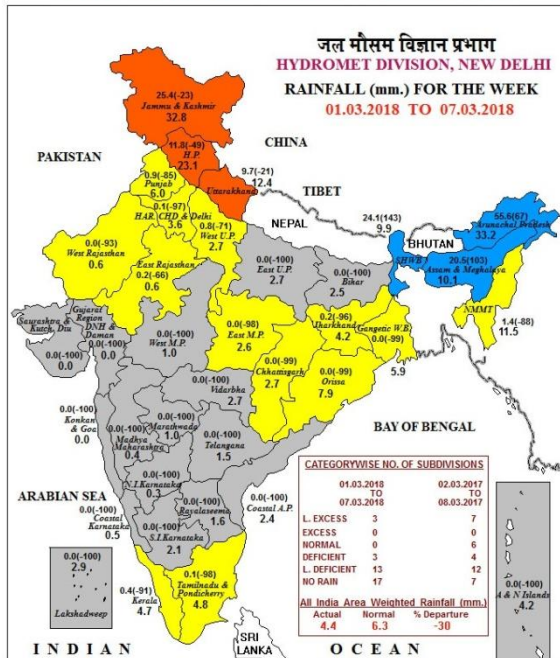 जल मौसम विज्ञान प्रभाग
HYDROMET DIVISION, NEW DELHI
RAINFALL (mm.) FOR THE WEEK
01.03.2018 TO 07.03.2018
25.4(-23)
Jammu & Kashmir
32.8
CHINA
11.8(-49)
H.P.
23.1
PAKISTAN
9.7(-21)
Uttarakhand 12.4
TIBET
0.9(-85)
Punjab
6.0
0.1(-97)
HAR. CHD & Delhi
3.6
0.8(-71)
West U.P.
2.7
NEPAL
24.1(143)
9.9
SHWB
BHUTAN
55.6(67)
Arunachal Pradesh
33.2
0.0(-93)
West Rajasthan
0.6
East Rajasthan
0.2(-66)
0.6
0.0(-100)
East U.P.
2.7
0.0(-100)
Bihar
2.5
20.5(103)
Assam & Meghalaya
10.1
NMMT
1.4(-88)
11.5
Saurashtra &
Kutch, Diu
0.0(-100)
0.0
Gujarat
Region
DNH &
Daman
0.0(-100)
0.0
0.0(-100)
West M.P.
1.0
0.0(-98)
East M.P.
2.6
0.2(-96)
Jharkhand
4.2
Gangetic W.B.
0.0(-99)
5.9
0.0(-99)
Chhattisgarh
2.7
0.0(-99)
Orissa
7.9
0.0(-100)
Vidarbha
2.7
0.0(-100)
Konkan
& Goa
0.0
0.0(-100)
Madhya
Maharashtra
0.4
0.0(-100)
Marathwada
1.0
0.0(-100)
Telangana
1.5
BAY OF BENGAL
0.0(-100)
N.I.Karnataka
0.3
ARABIAN SEA
0.0(-100)
Coastal
Karnataka
0.5
0.0(-100)
Rayalaseema
1.6
0.0(-100)
Coastal A.P.
2.4
0.0(-100)
S.I.Karnataka
2.1
0.0(-100)
2.9
Lakshadweep
0.4(-91)
Kerala
4.7
0.1(-98)
Tamilnadu &
Pondicherry
4.8
CATEGORYWISE NO. OF SUBDIVISIONS
01.03.2018 02.03.2017
TO TO
07.03.2018 08.03.2017
L. EXCESS 3 7
EXCESS 0 0
NORMAL 0 6
DEFICIENT 3 4
L. DEFICIENT 13 12
NO RAIN 17 7
All India Area Weighted Rainfall (mm.)
Actual Normal % Departure
4.4 6.3 -30
0.0(-100)
A & N Islands
4.2
SRI
LANKA
INDIAN OCEAN